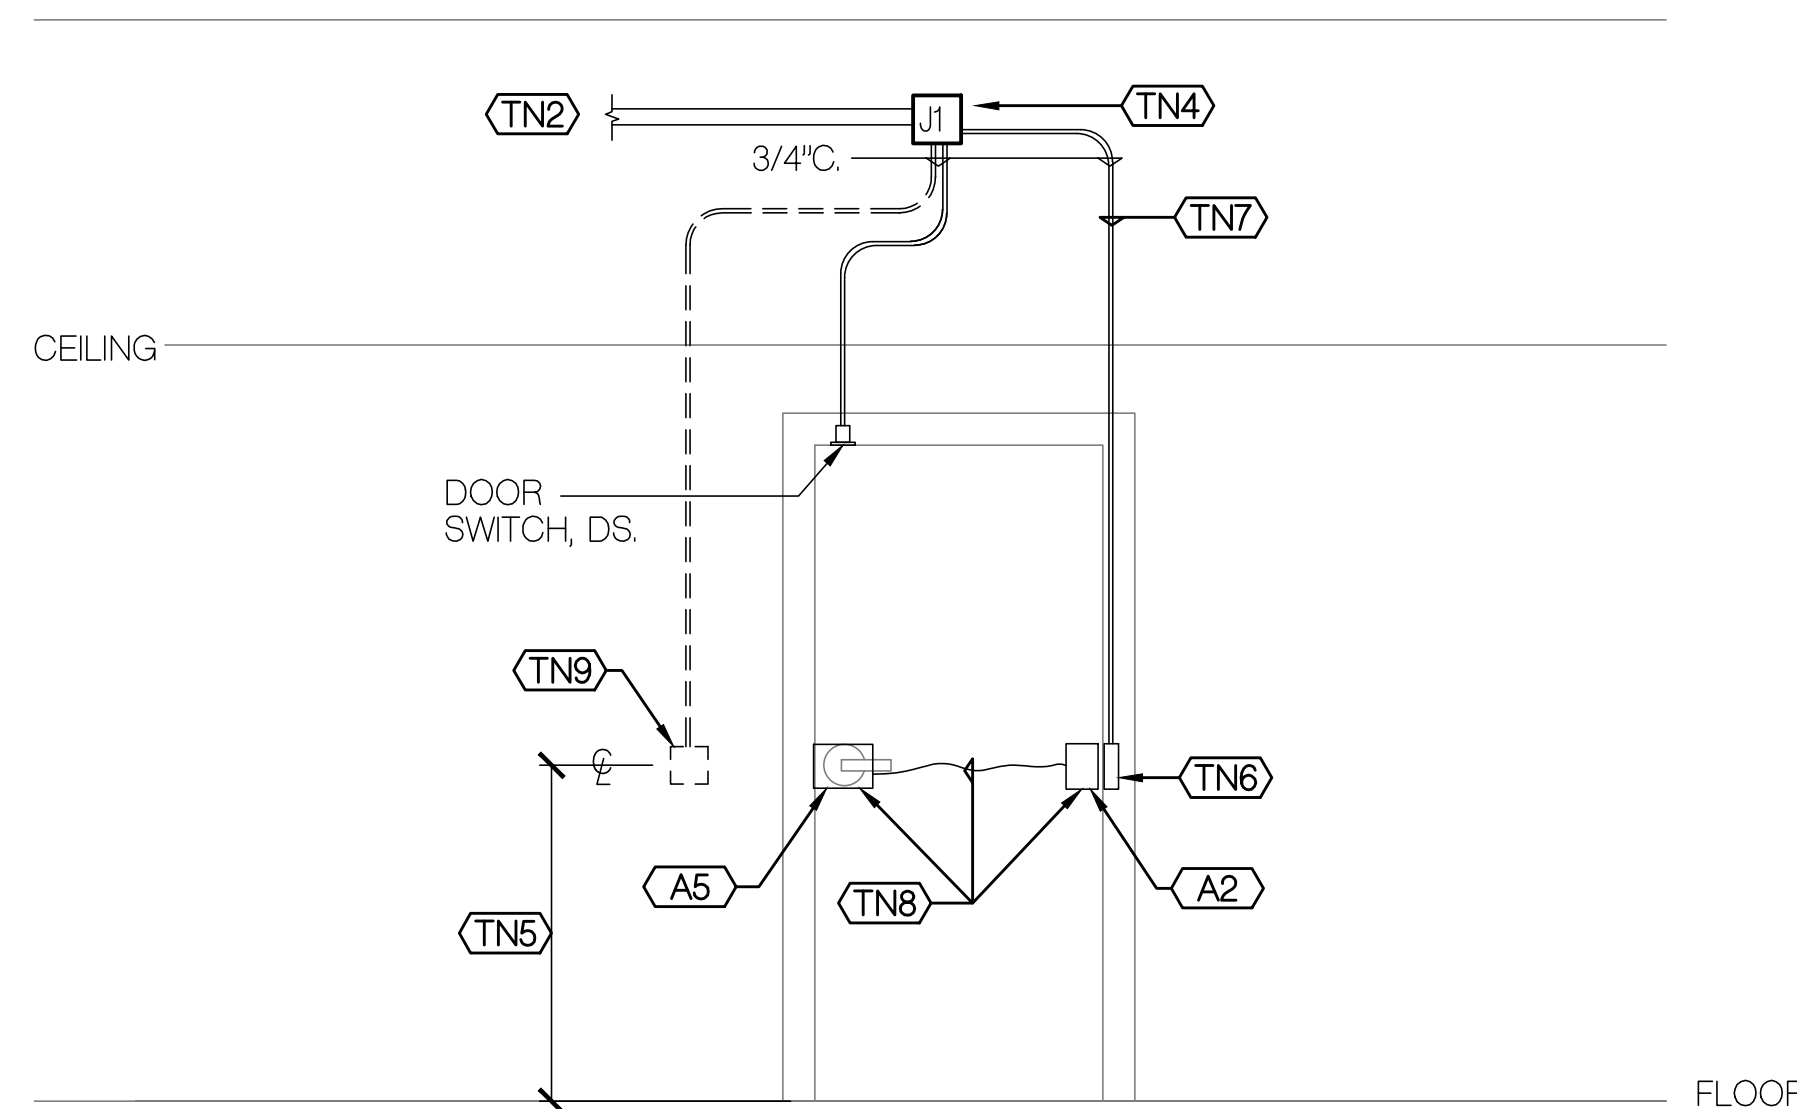 TN2
J1
TN4
3/4"C.
TN7
CEILING
DOOR
SWITCH, DS.
TN9
℄
TN6
A5
TN8
A2
TN5
FLOOR